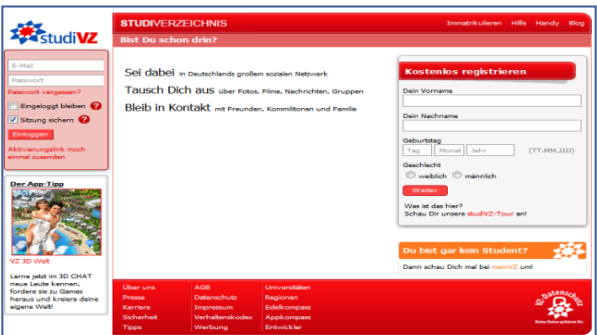 studiVZ
STUDIVERZEICHNIS
Immatrikulieren Hilfe Handy Blog
Bist Du schon drin?
E-Mail
Passwort
Passwort vergessen?
Eingeloggt bleiben ?
Sitzung sichern ?
Einloggen
Aktivierungslink noch
einmal zusenden
Der App-Tipp
VZ 3D Welt
Lerne jetzt im 3D CHAT
neue Leute kennen,
fordere sie zu Games
heraus und kreiere deine
eigene Welt!
Sei dabei in Deutschlands großem sozialen Netzwerk
Tausch Dich aus über Fotos, Filme, Nachrichten, Gruppen
Bleib in Kontakt mit Freunden, Kommilitonen und Familie
Kostenlos registrieren
Dein Vorname
Dein Nachname
Geburtstag
Tag Monat Jahr (TT.MM.JJJJ)
Geschlecht
weiblich männlich
Weiter
Was ist das hier?
Schau Dir unsere studiVZ-Tour an!
Du bist gar kein Student?
Dann schau Dich mal bei meinVZ um!
Über uns AGB Universitäten
Presse Datenschutz Regionen
Karriere Impressum Edelkompass
Sicherheit Verhaltenskodex Appkompass
Tipps Werbung Entwickler
VZ-Datenschutz
Deine Daten gehören Dir.